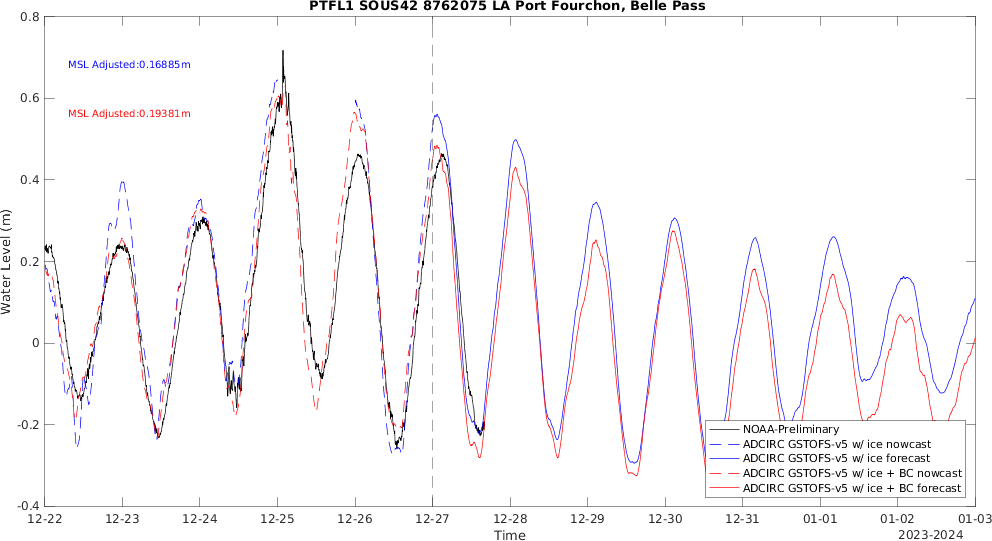 PTFL1 SOUS42 8762075 LA Port Fourchon, Belle Pass
0.8
MSL Adjusted:0.16885m
0.6
MSL Adjusted:0.19381m
0.4
0.2
0
-0.2
-0.4
Water Level (m)
NOAA-Preliminary
ADCIRC GSTOFS-v5 w/ ice nowcast
ADCIRC GSTOFS-v5 w/ ice forecast
ADCIRC GSTOFS-v5 w/ ice + BC nowcast
ADCIRC GSTOFS-v5 w/ ice + BC forecast
12-22 12-23 12-24 12-25 12-26 12-27 12-28 12-29 12-30 12-31 01-01 01-02 01-03
Time
2023-2024